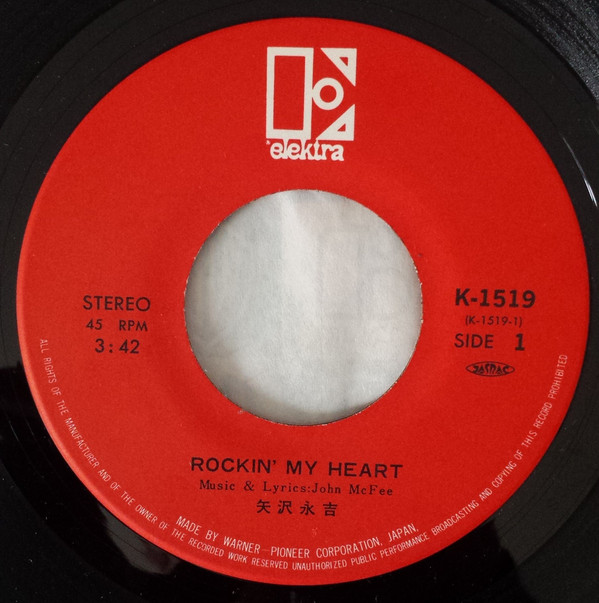 elektra
STEREO
45 RPM
3:42
K-1519
(K-1519-1)
SIDE 1
JASRAC
ROCKIN' MY HEART
Music & Lyrics:John McFee
矢沢永吉
ALL RIGHTS OF THE MANUFACTURER AND OF THE OWNER OF THE RECORDED WORK RESERVED UNAUTHORIZED PUBLIC PERFORMANCE BROADCASTING AND COPYING OF THIS RECORD PROHIBITED
MADE BY WARNER–PIONEER CORPORATION, JAPAN.